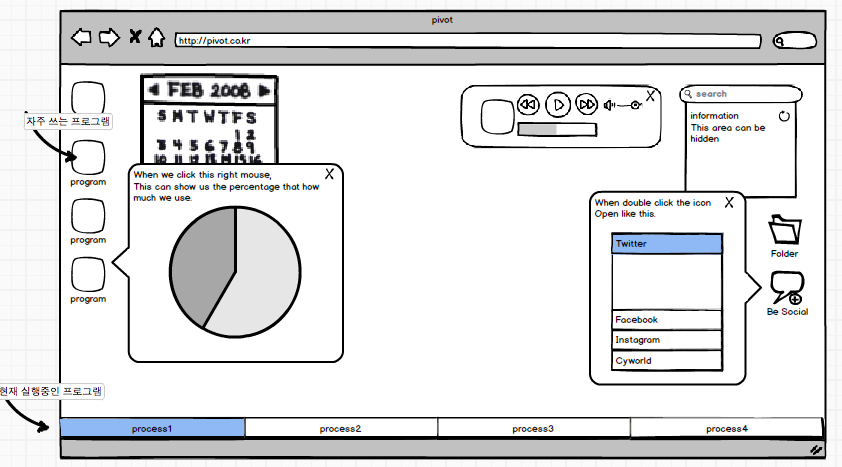 pivot
http://pivot.co.kr
FEB 2008
S M T W T F S
1 2
3 4 5 6 7 8 9
10 11 12 13 14 15 16
search
information
This area can be
hidden
자주 쓰는 프로그램
program
program
program
When we click this right mouse,
This can show us the percentage that how
much we use.
X
X
When double click the icon
Open like this.
X
Twitter
Facebook
Instagram
Cyworld
Folder
Be Social
현재 실행중인 프로그램
process1
process2
process3
process4